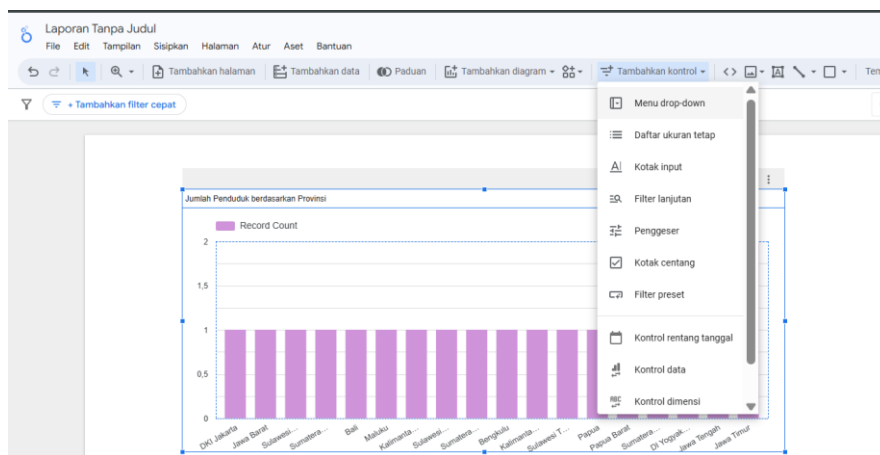 Laporan Tanpa Judul
File Edit Tampilan Sisipkan Halaman Atur Aset Bantuan
Tambahkan halaman Tambahkan data Paduan Tambahkan diagram Tambahkan kontrol
+ Tambahkan filter cepat
Menu drop-down
Daftar ukuran tetap
Kotak input
Filter lanjutan
Penggeser
Kotak centang
Filter preset
Kontrol rentang tanggal
Kontrol data
Kontrol dimensi
Jumlah Penduduk berdasarkan Provinsi
Record Count
2
1,5
1
0,5
0
DKI Jakarta
Jawa Barat
Sulawesi...
Sumatera...
Bali
Maluku
Kalimanta...
Sulawesi...
Sumatera...
Bengkulu
Kalimanta...
Sulawesi T...
Papua
Papua Barat
Sumatera...
DI Yogyak...
Jawa Tengah
Jawa Timur